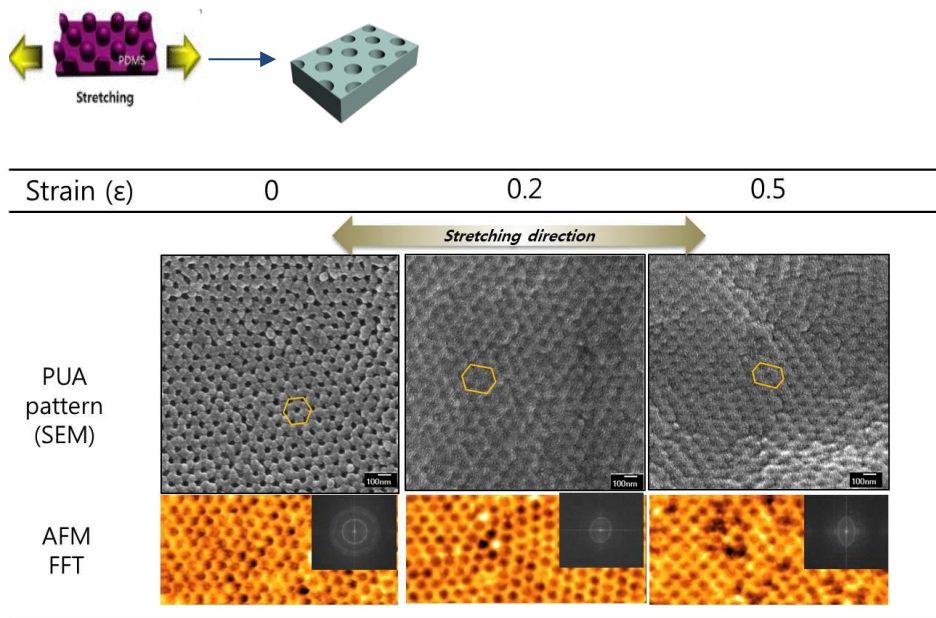 PDMS
Stretching
Strain (ε) 0 0.2 0.5
Stretching direction
PUA
pattern
(SEM)
100nm 100nm 100nm
AFM
FFT